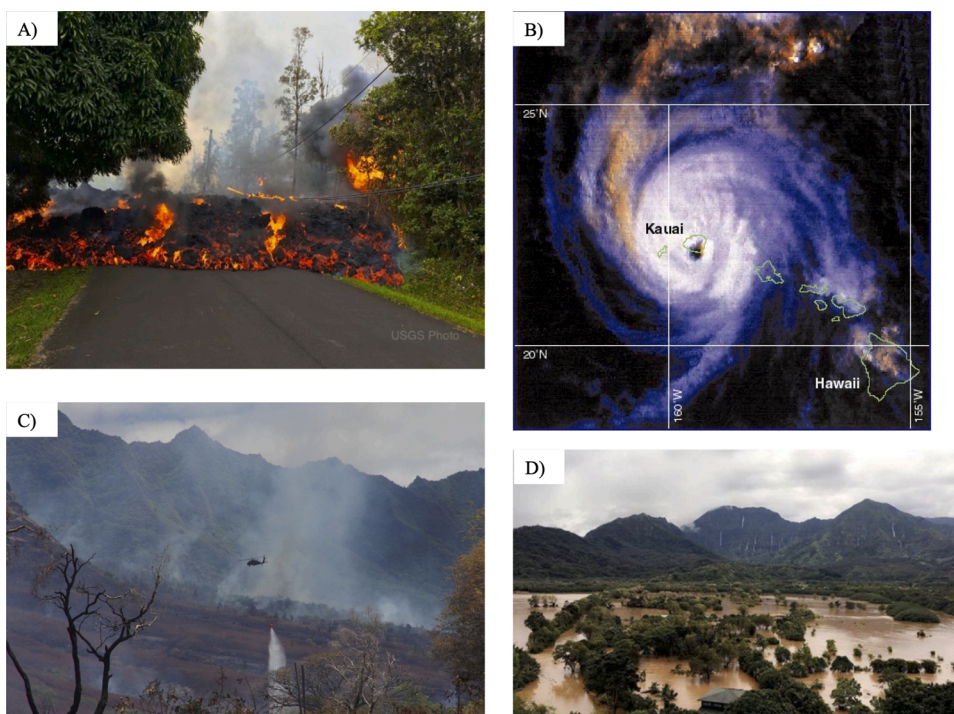 A)
USGS Photo
B)
25°N
Kauai
20°N
Hawaii
160°W
155°W
C)
D)